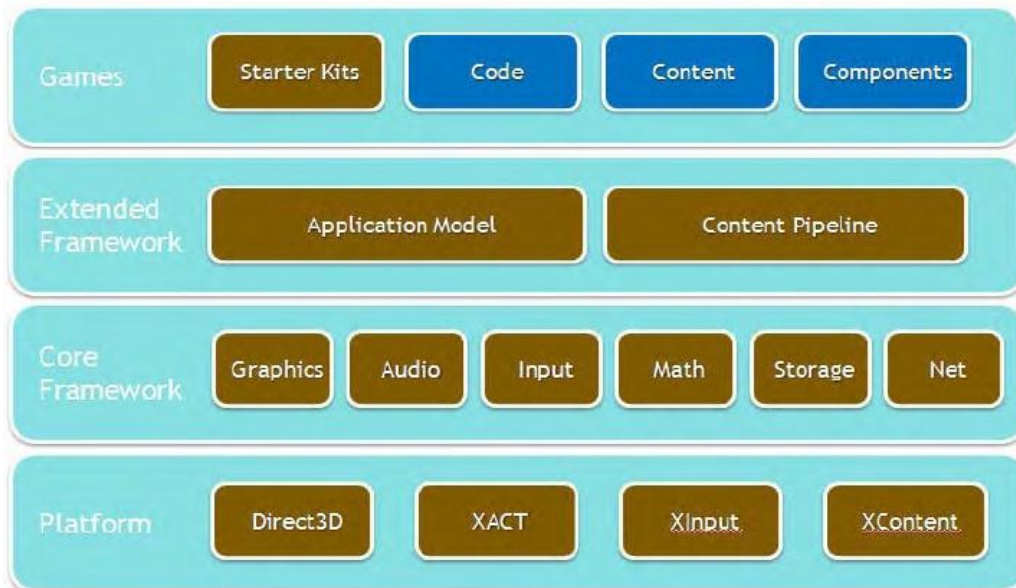 Games
Starter Kits
Code
Content
Components
Extended
Framework
Application Model
Content Pipeline
Core
Framework
Graphics
Audio
Input
Math
Storage
Net
Platform
Direct3D
XACT
XInput
XContent